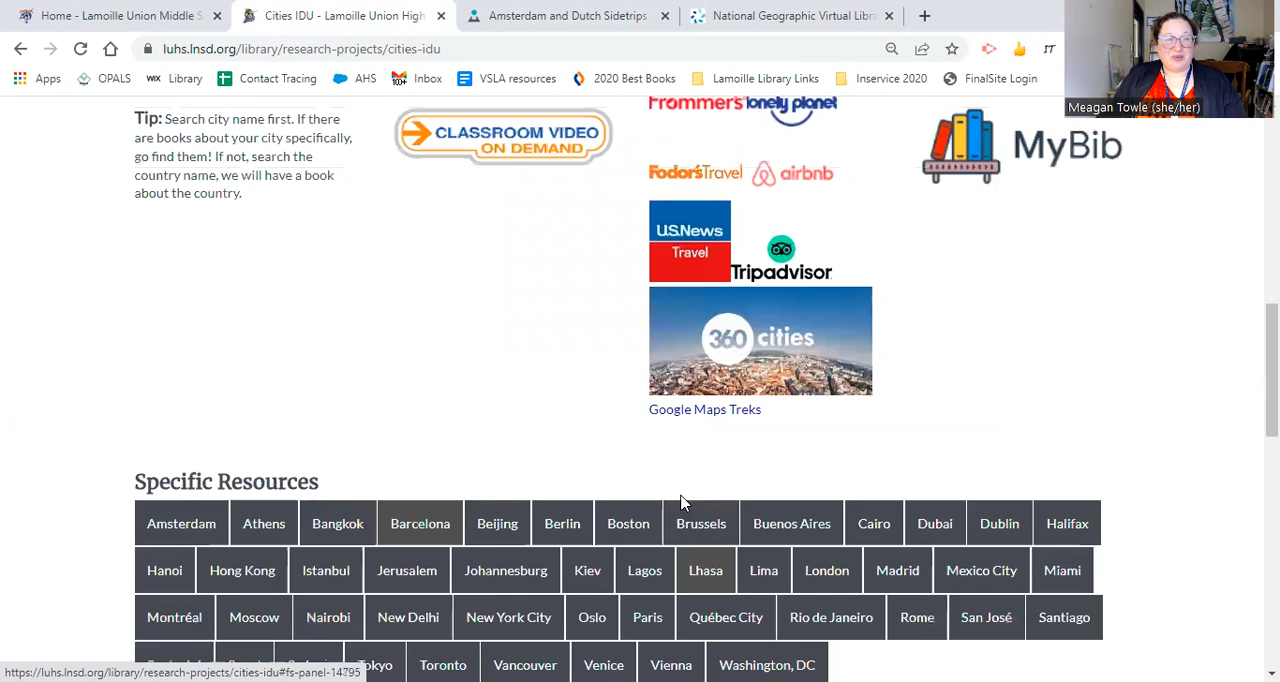 Home - Lamoille Union Middle S
Cities IDU - Lamoille Union High
Amsterdam and Dutch Sidetrips
National Geographic Virtual Libra
luhs.lnsd.org/library/research-projects/cities-idu
IT
Apps
OPALS
WIX Library
Contact Tracing
AHS
100+ Inbox
VSLA resources
2020 Best Books
Lamoille Library Links
Inservice 2020
FinalSite Login
Meagan Towle (she/her)
Tip: Search city name first. If
there are books about your city specifically,
go find them! If not, search the
country name, we will have a book
about the country.
CLASSROOM VIDEO
ON DEMAND
Frommer's lonely planet
Fodor'sTravel airbnb
U.S.News
Travel
Tripadvisor
360 cities
Google Maps Treks
MyBib
Specific Resources
Amsterdam Athens Bangkok Barcelona Beijing Berlin Boston Brussels Buenos Aires Cairo Dubai Dublin Halifax
Hanoi Hong Kong Istanbul Jerusalem Johannesburg Kiev Lagos Lhasa Lima London Madrid Mexico City Miami
Montréal Moscow Nairobi New Delhi New York City Oslo Paris Québec City Rio de Janeiro Rome San José Santiago
Tokyo Toronto Vancouver Venice Vienna Washington, DC
https://luhs.lnsd.org/library/research-projects/cities-idu#fs-panel-14795